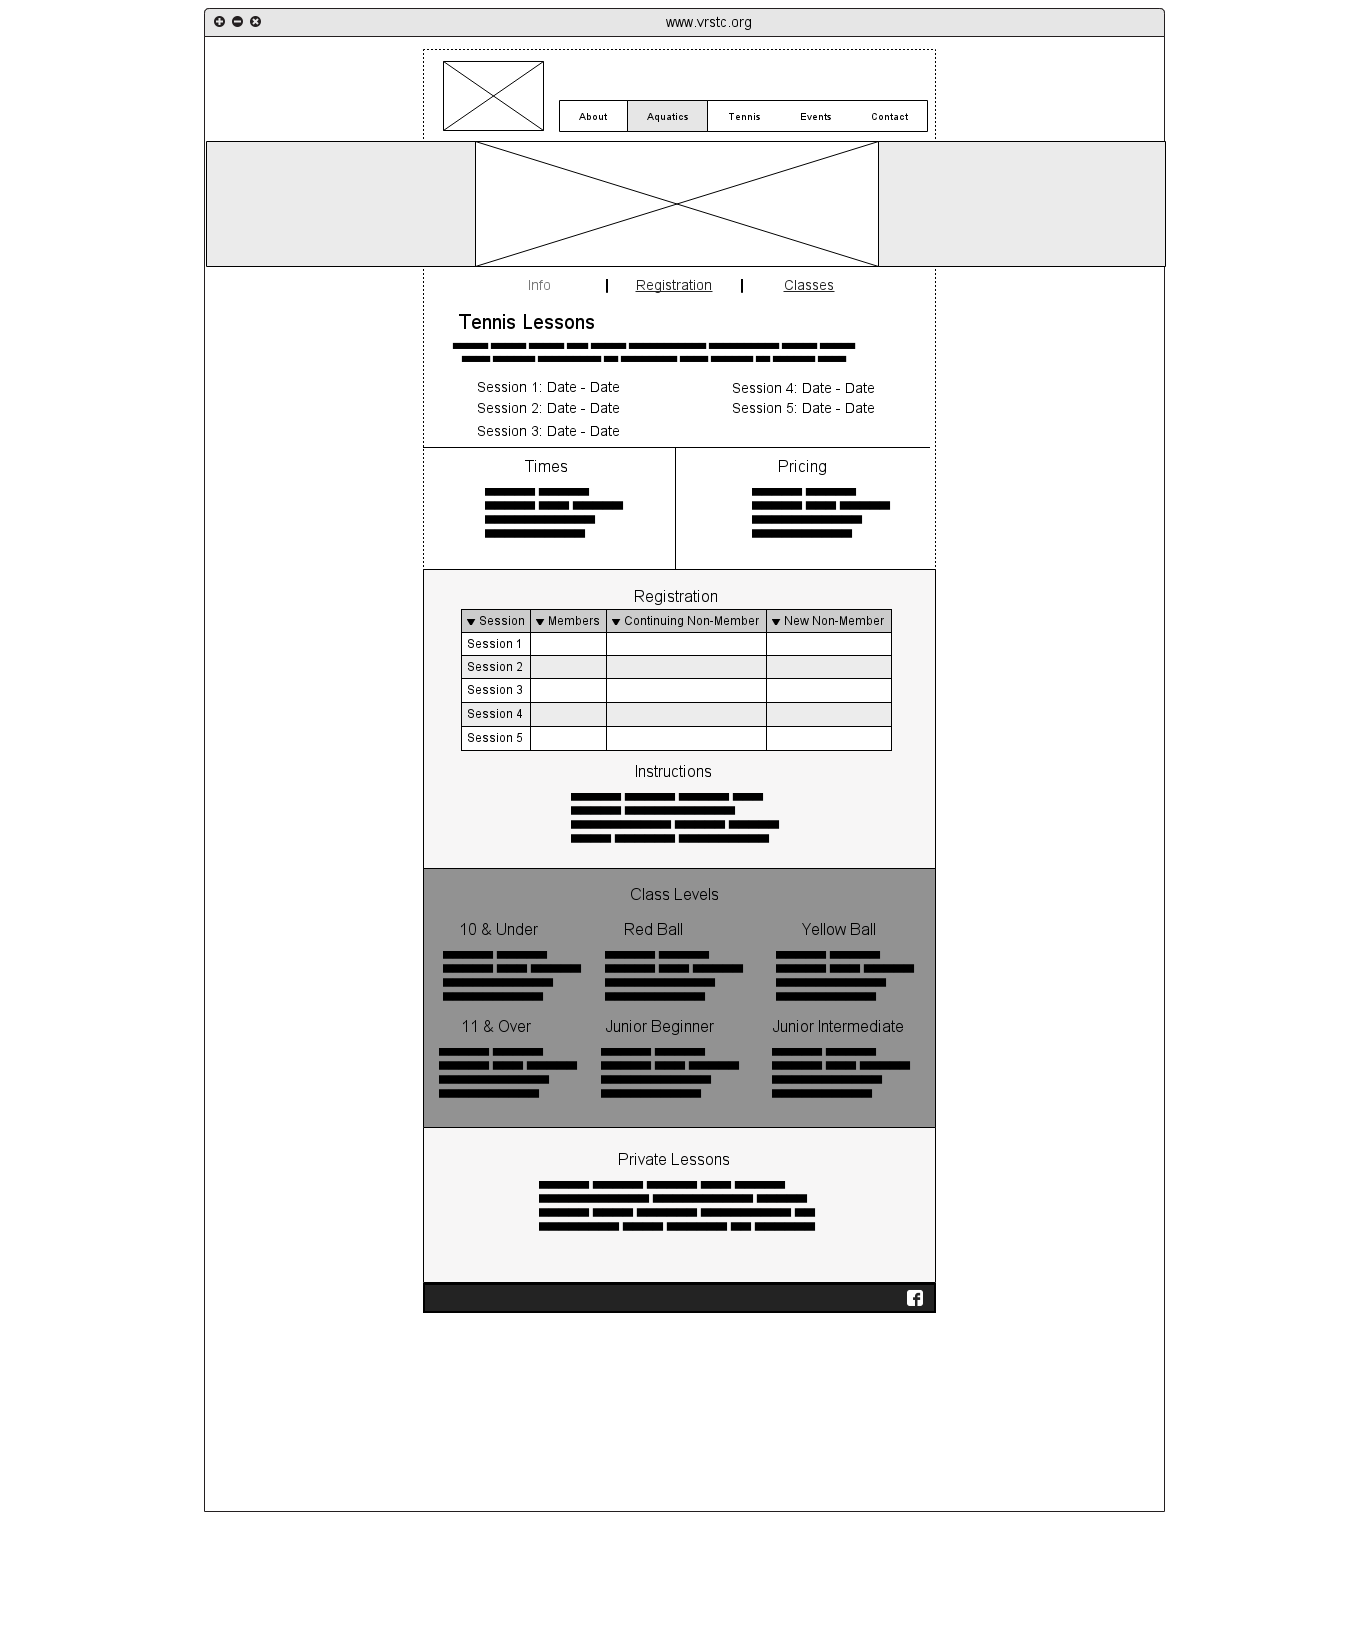 www.vrstc.org
About Aquatics Tennis Events Contact
Info Registration Classes
Tennis Lessons
Session 1: Date - Date Session 4: Date - Date
Session 2: Date - Date Session 5: Date - Date
Session 3: Date - Date
Times Pricing
Registration
Session Members Continuing Non-Member New Non-Member
Session 1
Session 2
Session 3
Session 4
Session 5
Instructions
Class Levels
10 & Under Red Ball Yellow Ball
11 & Over Junior Beginner Junior Intermediate
Private Lessons